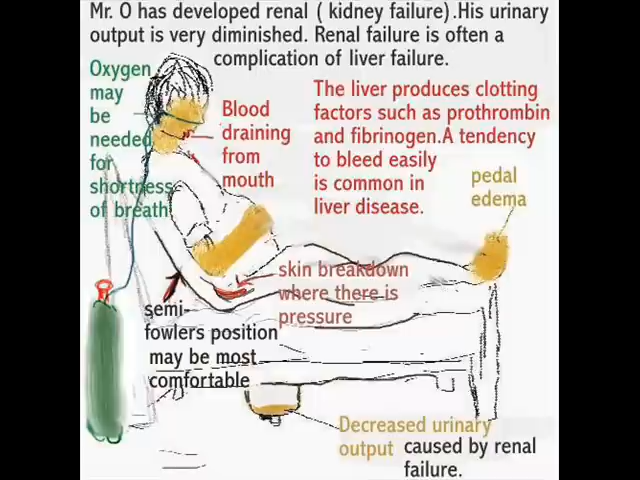 Mr. O has developed renal ( kidney failure).His urinary
output is very diminished. Renal failure is often a
complication of liver failure.
Oxygen
may
be
needed
for
shortness
of breath
Blood
draining
from
mouth
The liver produces clotting
factors such as prothrombin
and fibrinogen.A tendency
to bleed easily
is common in
liver disease.
pedal
edema
skin breakdown
where there is
pressure
semi-
fowlers position
may be most
comfortable
Decreased urinary
output caused by renal
failure.